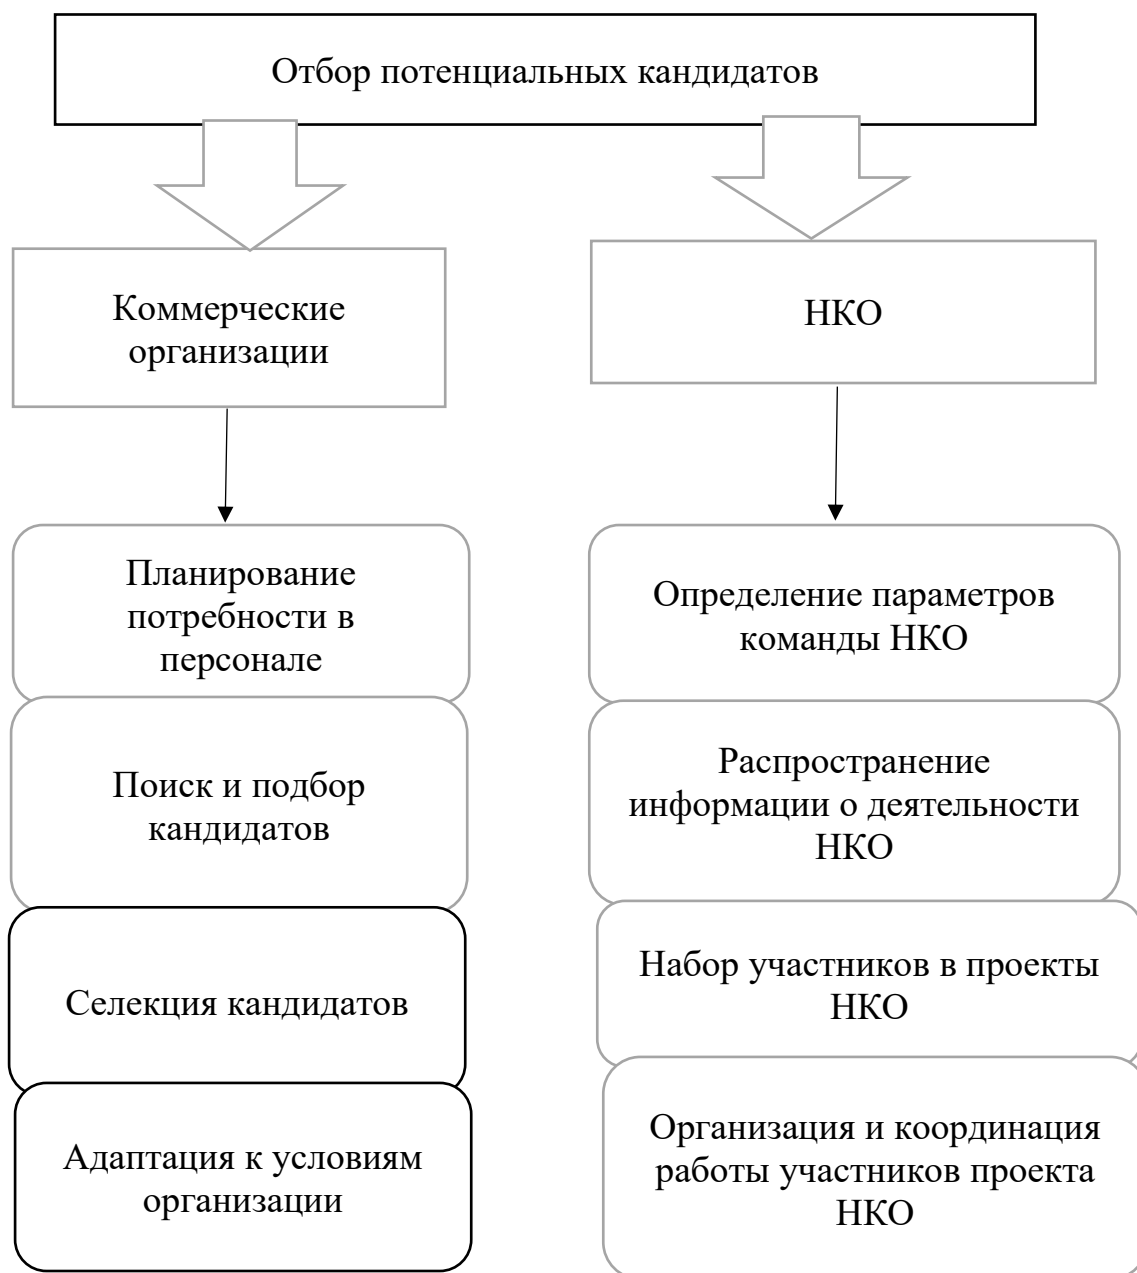 Отбор потенциальных кандидатов
Коммерческие
организации
НКО
Планирование
потребности в
персонале
Поиск и подбор
кандидатов
Селекция кандидатов
Адаптация к условиям
организации
Определение параметров
команды НКО
Распространение
информации о деятельности
НКО
Набор участников в проекты
НКО
Организация и координация
работы участников проекта
НКО